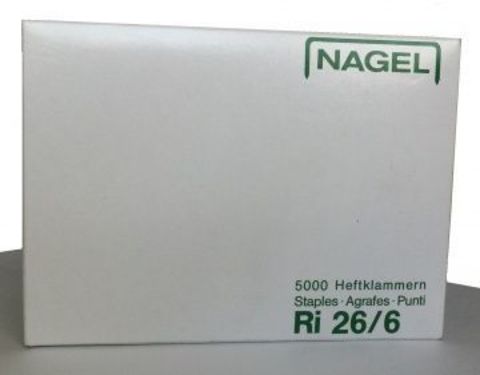 NAGEL
5000 Heftklammern
Staples · Agrafes · Punti
Ri 26/6